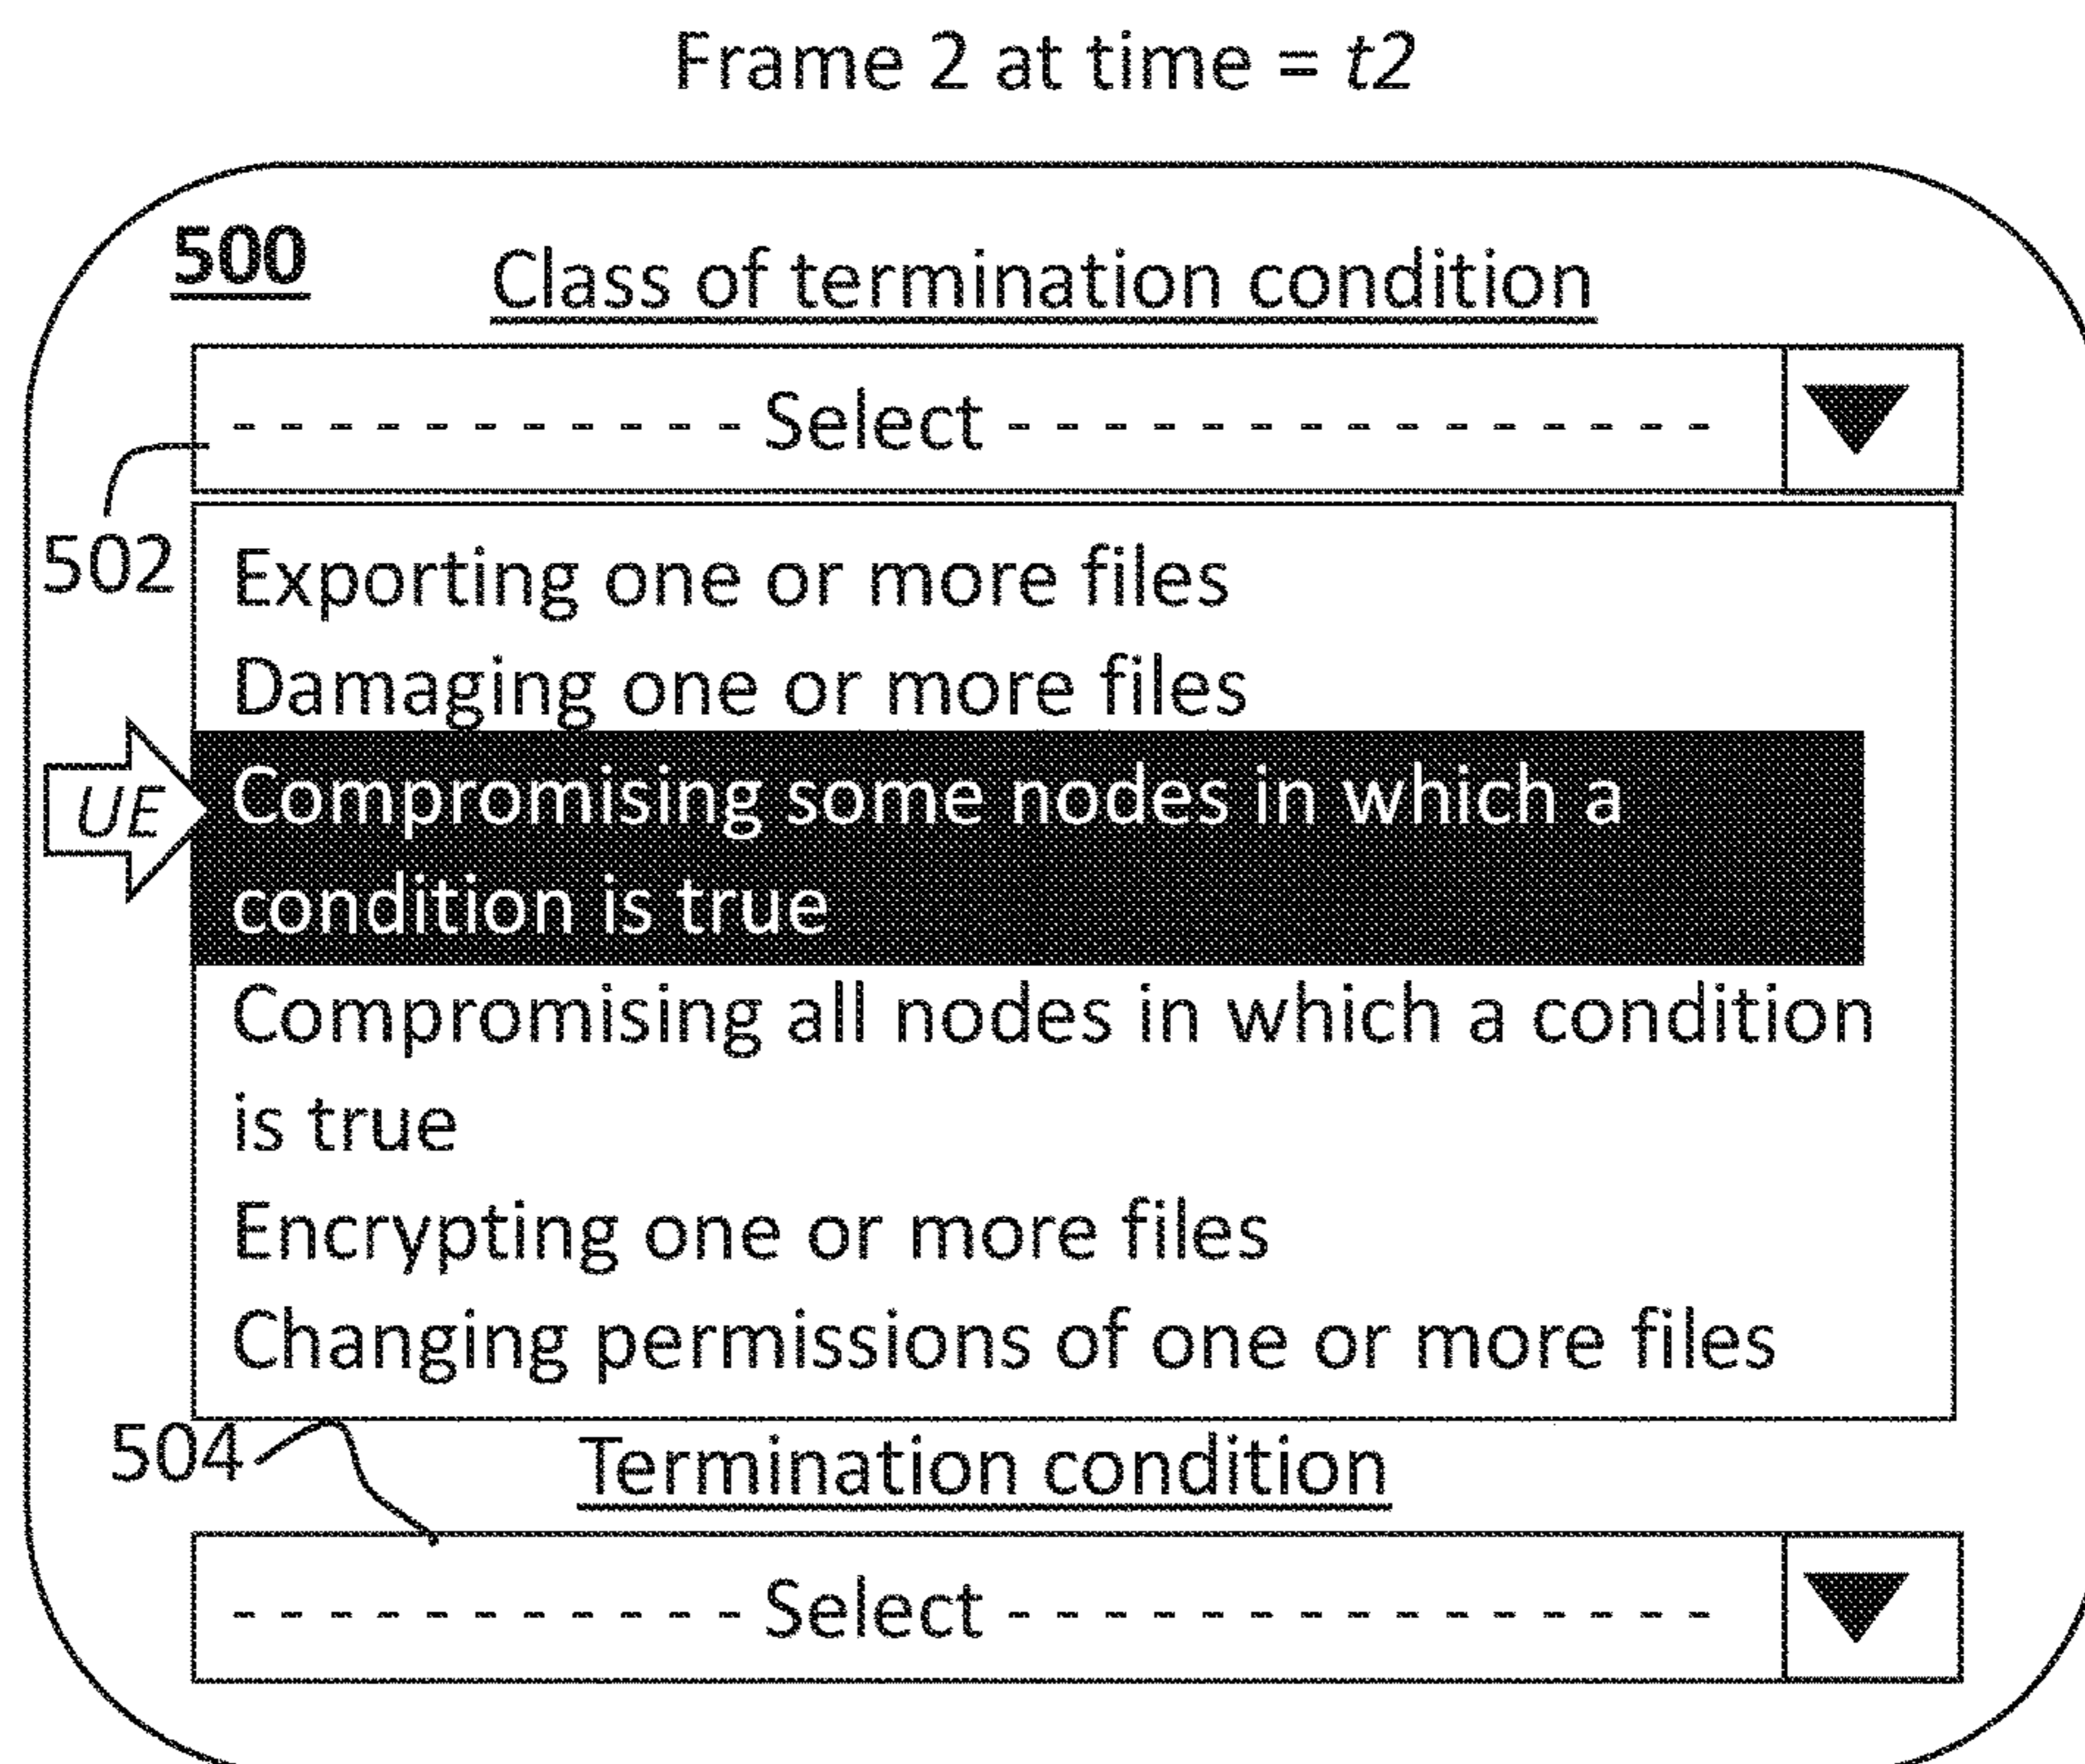 Frame 2 at time = t2
500
Class of termination condition
- - - - - - - - - - - Select - - - - - - - - - - - - - - -
502
Exporting one or more files
Damaging one or more files
UE
Compromising some nodes in which a
condition is true
Compromising all nodes in which a condition
is true
Encrypting one or more files
Changing permissions of one or more files
504
Termination condition
- - - - - - - - - - - Select - - - - - - - - - - - - - - -